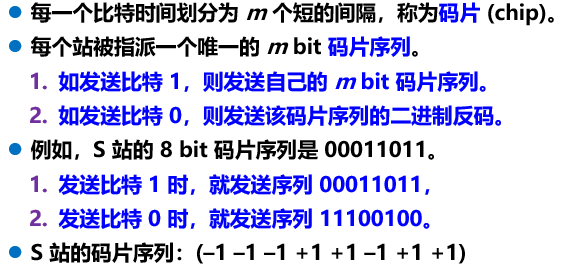 ● 每一个比特时间划分为 m 个短的间隔，称为码片 (chip)。
● 每个站被指派一个唯一的 m bit 码片序列。
1. 如发送比特 1，则发送自己的 m bit 码片序列。
2. 如发送比特 0，则发送该码片序列的二进制反码。
● 例如，S 站的 8 bit 码片序列是 00011011。
1. 发送比特 1 时，就发送序列 00011011，
2. 发送比特 0 时，就发送序列 11100100。
● S 站的码片序列：(–1 –1 –1 +1 +1 –1 +1 +1)